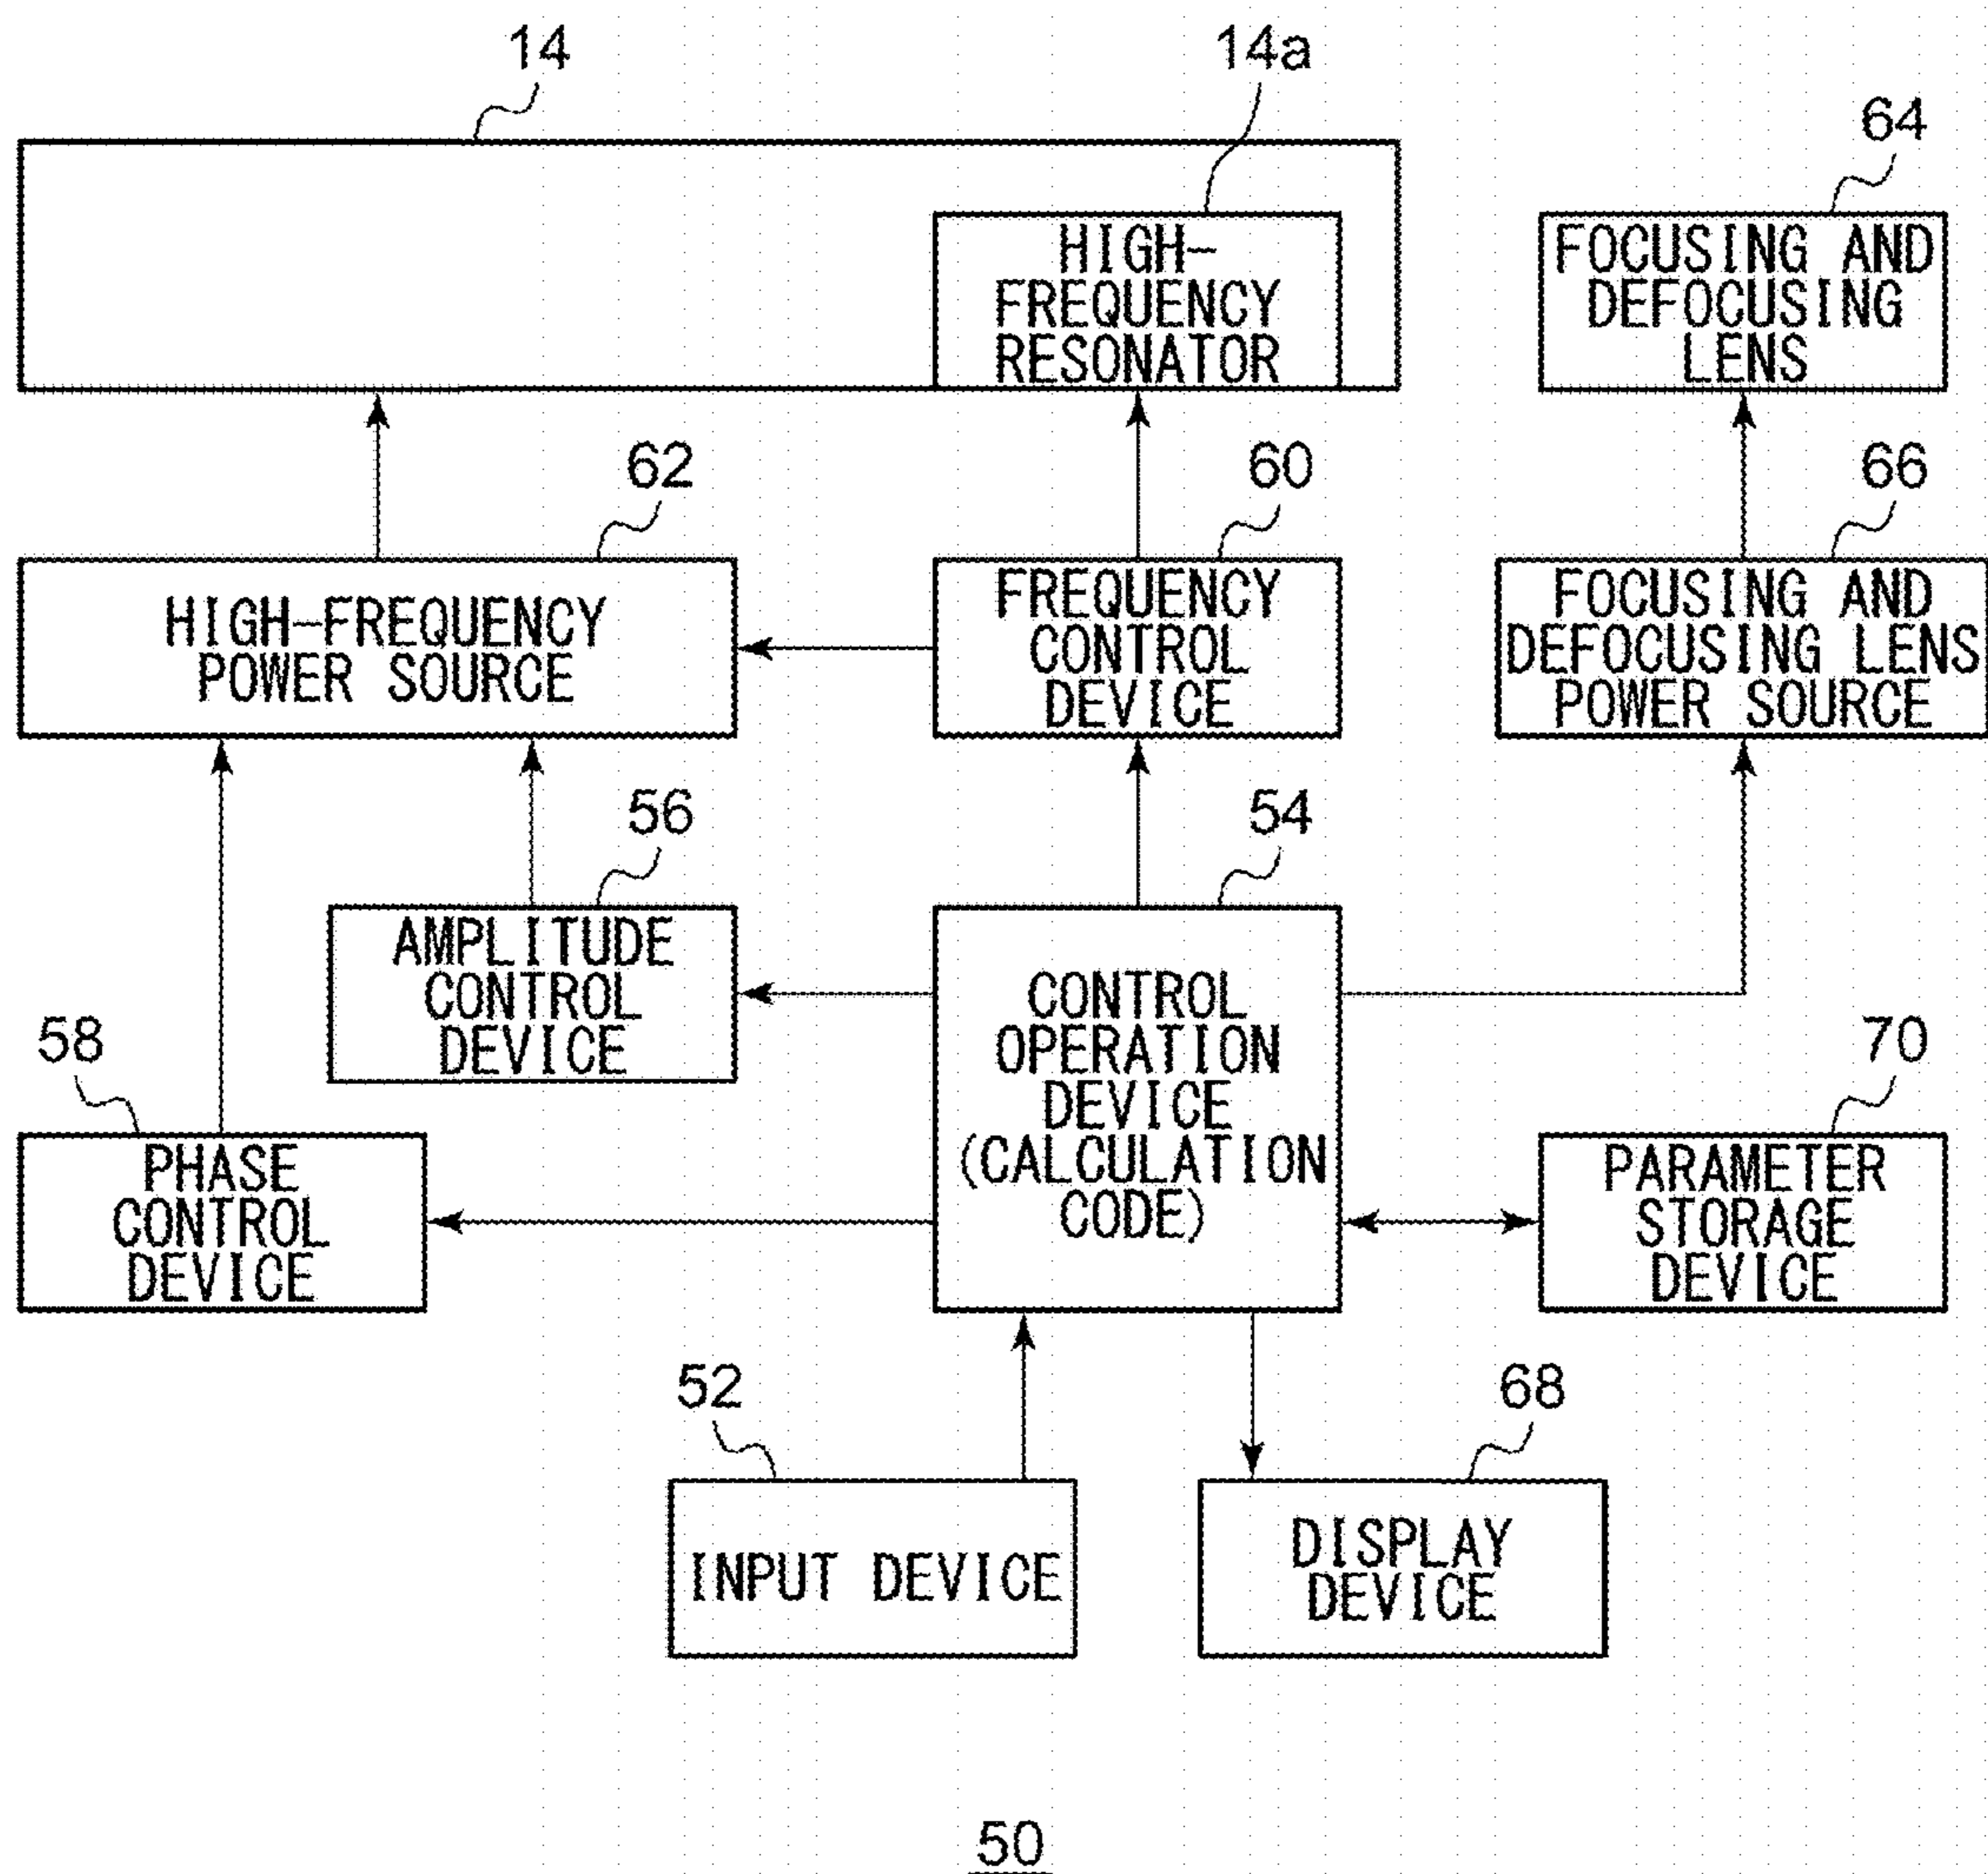 14
14a
64
HIGH-
FREQUENCY
RESONATOR
FOCUSING AND
DEFOCUSING
LENS
62
60
66
HIGH-FREQUENCY
POWER SOURCE
FREQUENCY
CONTROL
DEVICE
FOCUSING AND
DEFOCUSING LENS
POWER SOURCE
56
54
AMPLITUDE
CONTROL
DEVICE
CONTROL
OPERATION
DEVICE
(CALCULATION
CODE)
58
70
PHASE
CONTROL
DEVICE
PARAMETER
STORAGE
DEVICE
52
68
INPUT DEVICE
DISPLAY
DEVICE
50